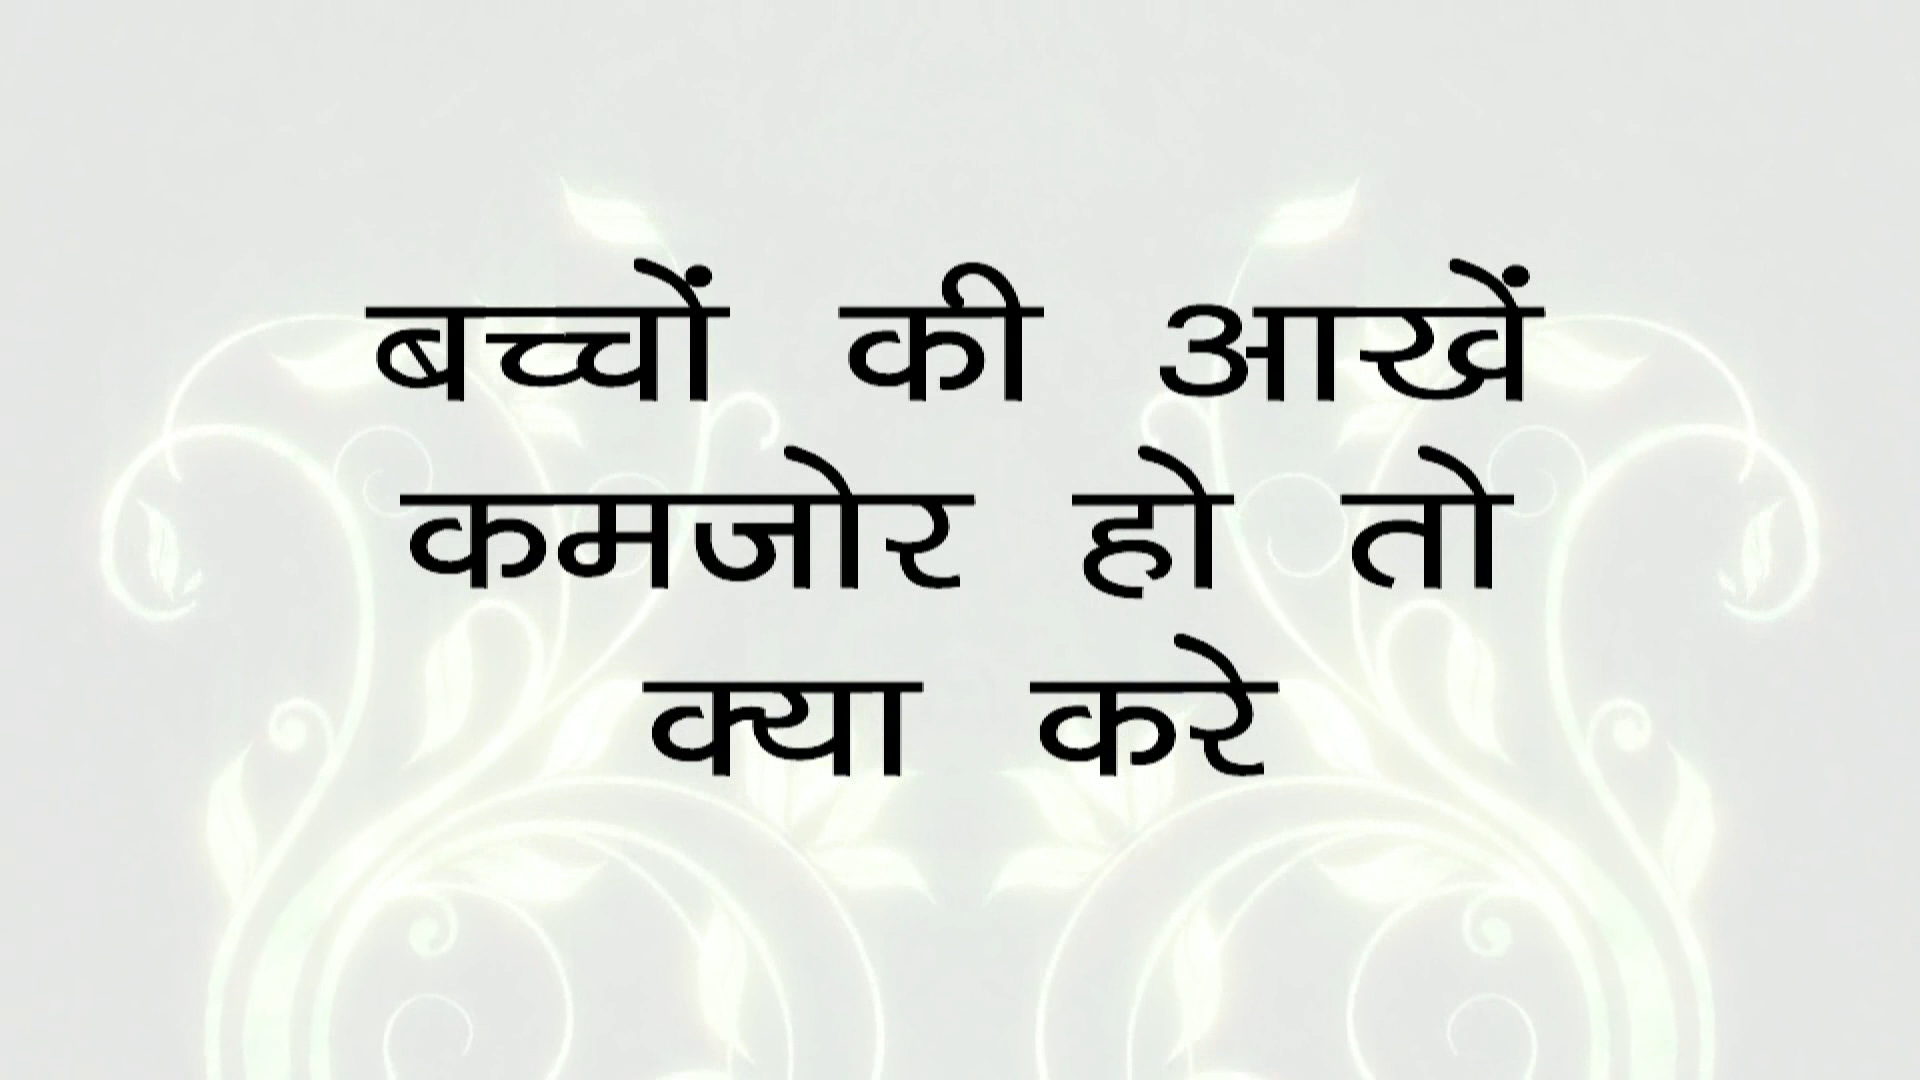 बच्चों की आखें
कमजोर हो तो
क्या करे